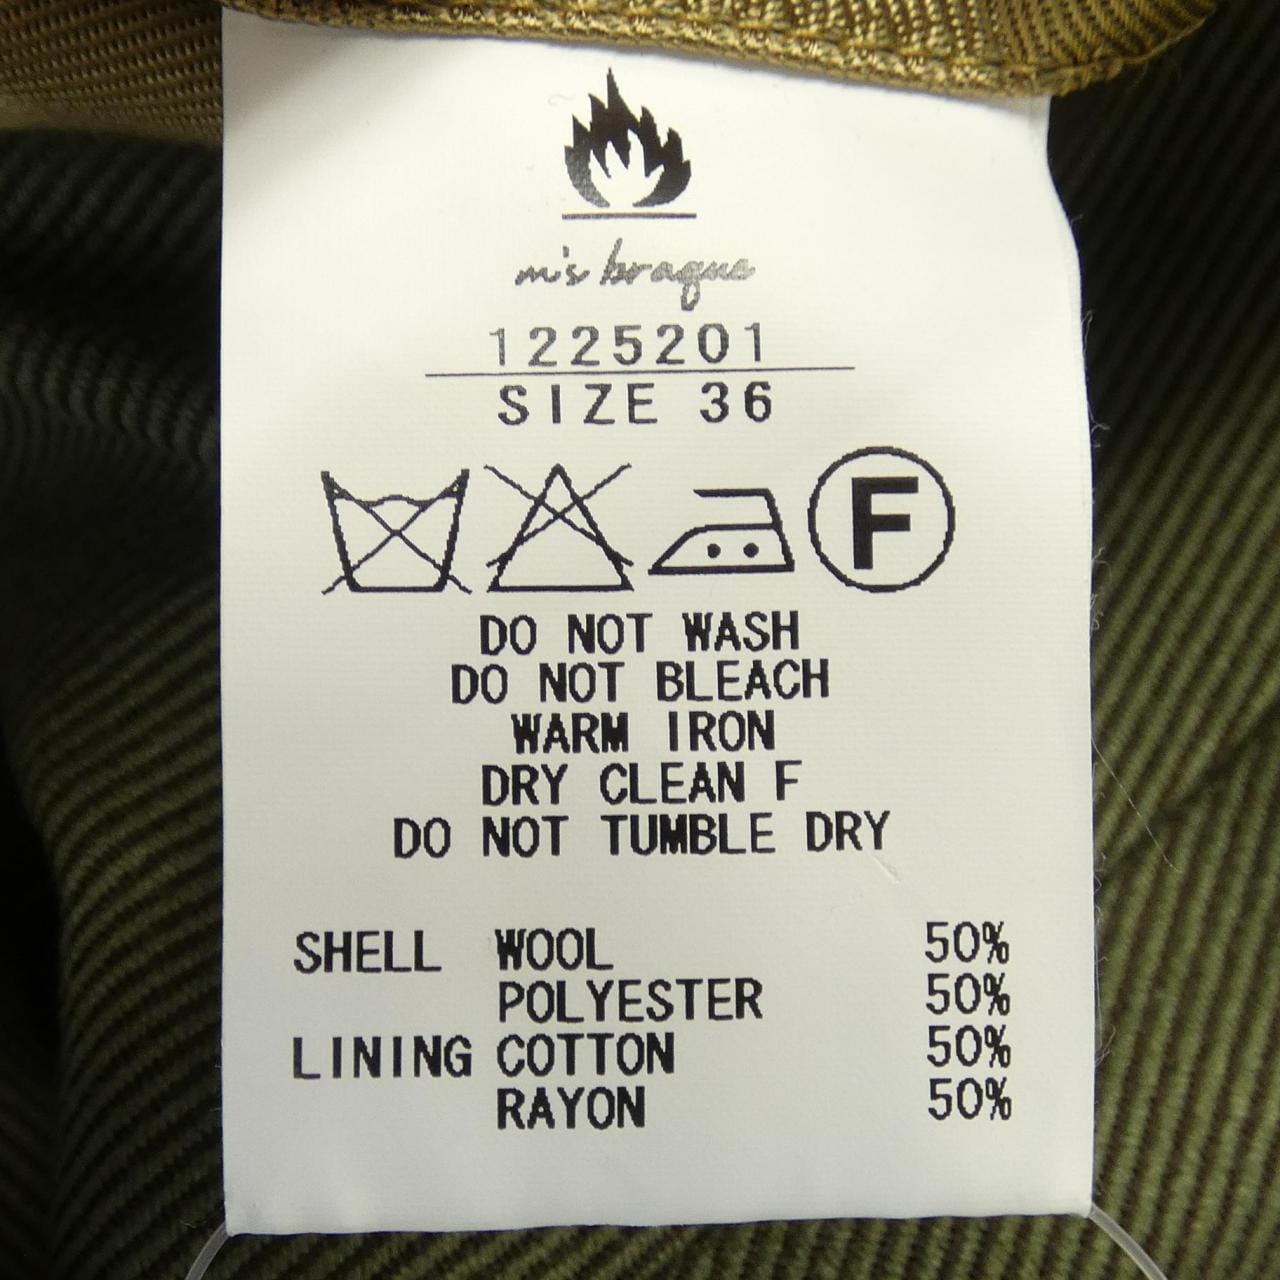 m's braque
1225201
SIZE 36
F
DO NOT WASH
DO NOT BLEACH
WARM IRON
DRY CLEAN F
DO NOT TUMBLE DRY
SHELL WOOL 50%
POLYESTER 50%
LINING COTTON 50%
RAYON 50%